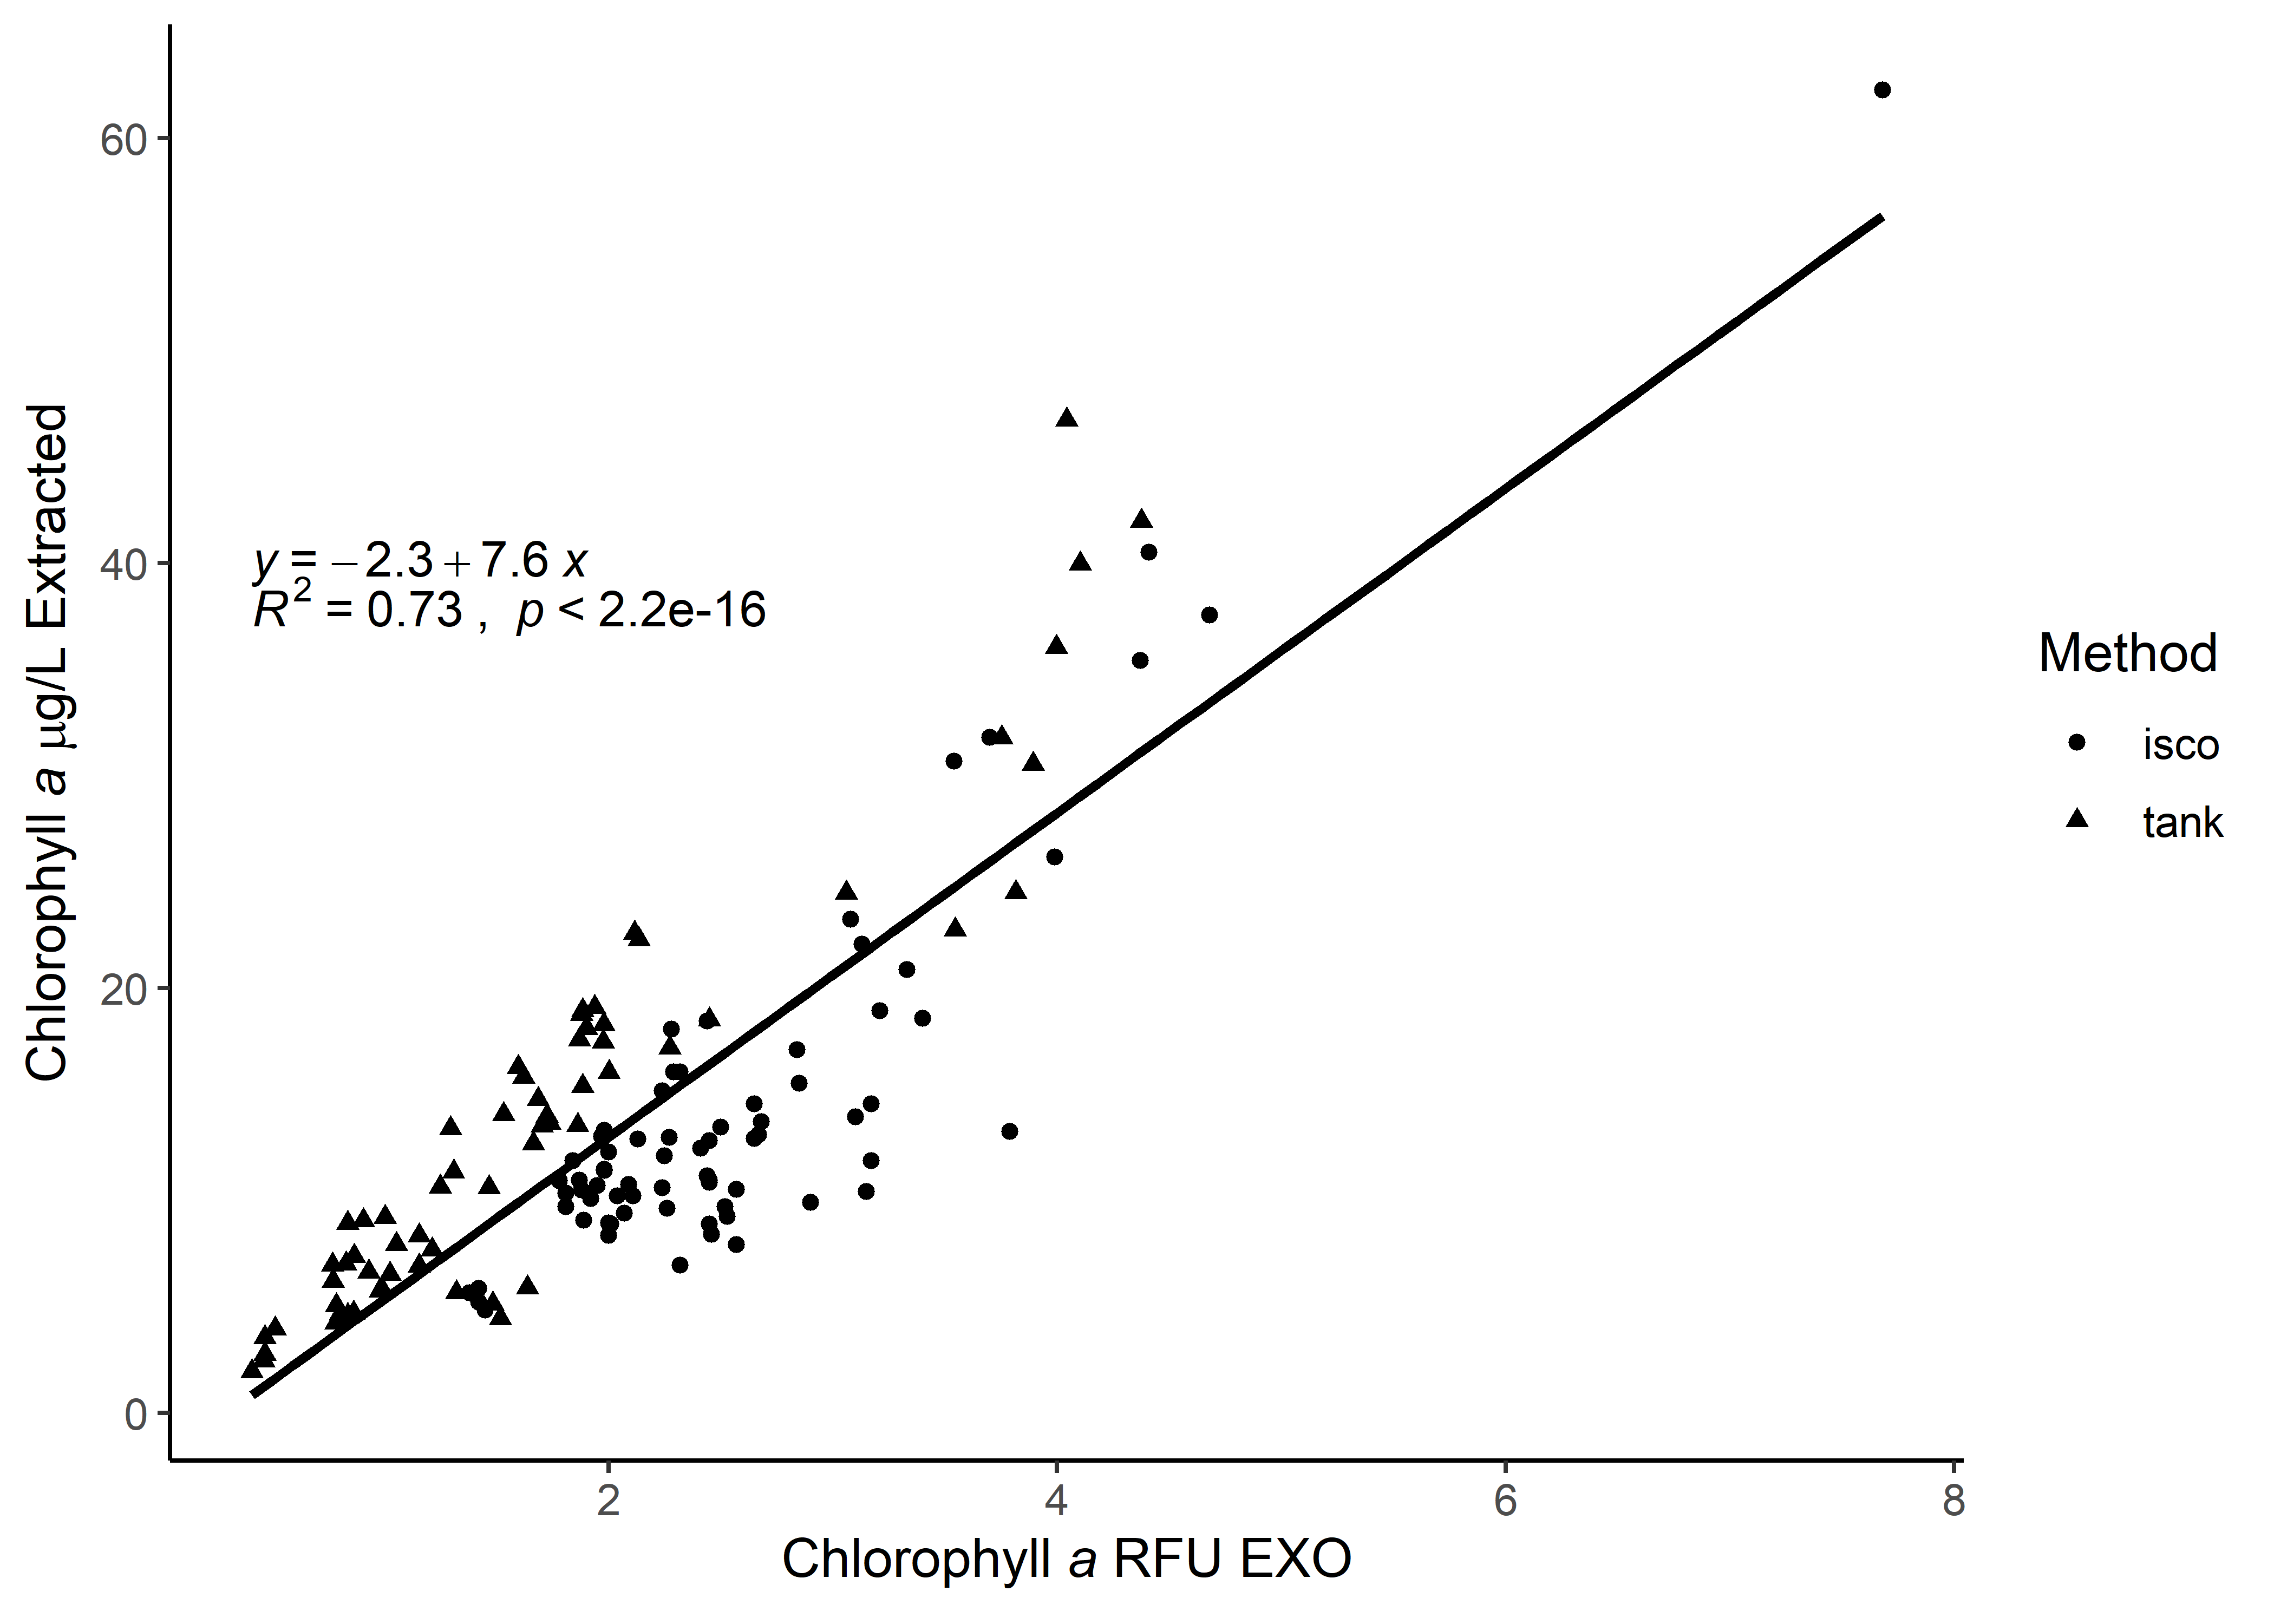 Chlorophyll a µg/L Extracted
60
40
20
0
y = −2.3 + 7.6 x
R² = 0.73 , p < 2.2e-16
2 4 6 8
Chlorophyll a RFU EXO
Method
isco
tank